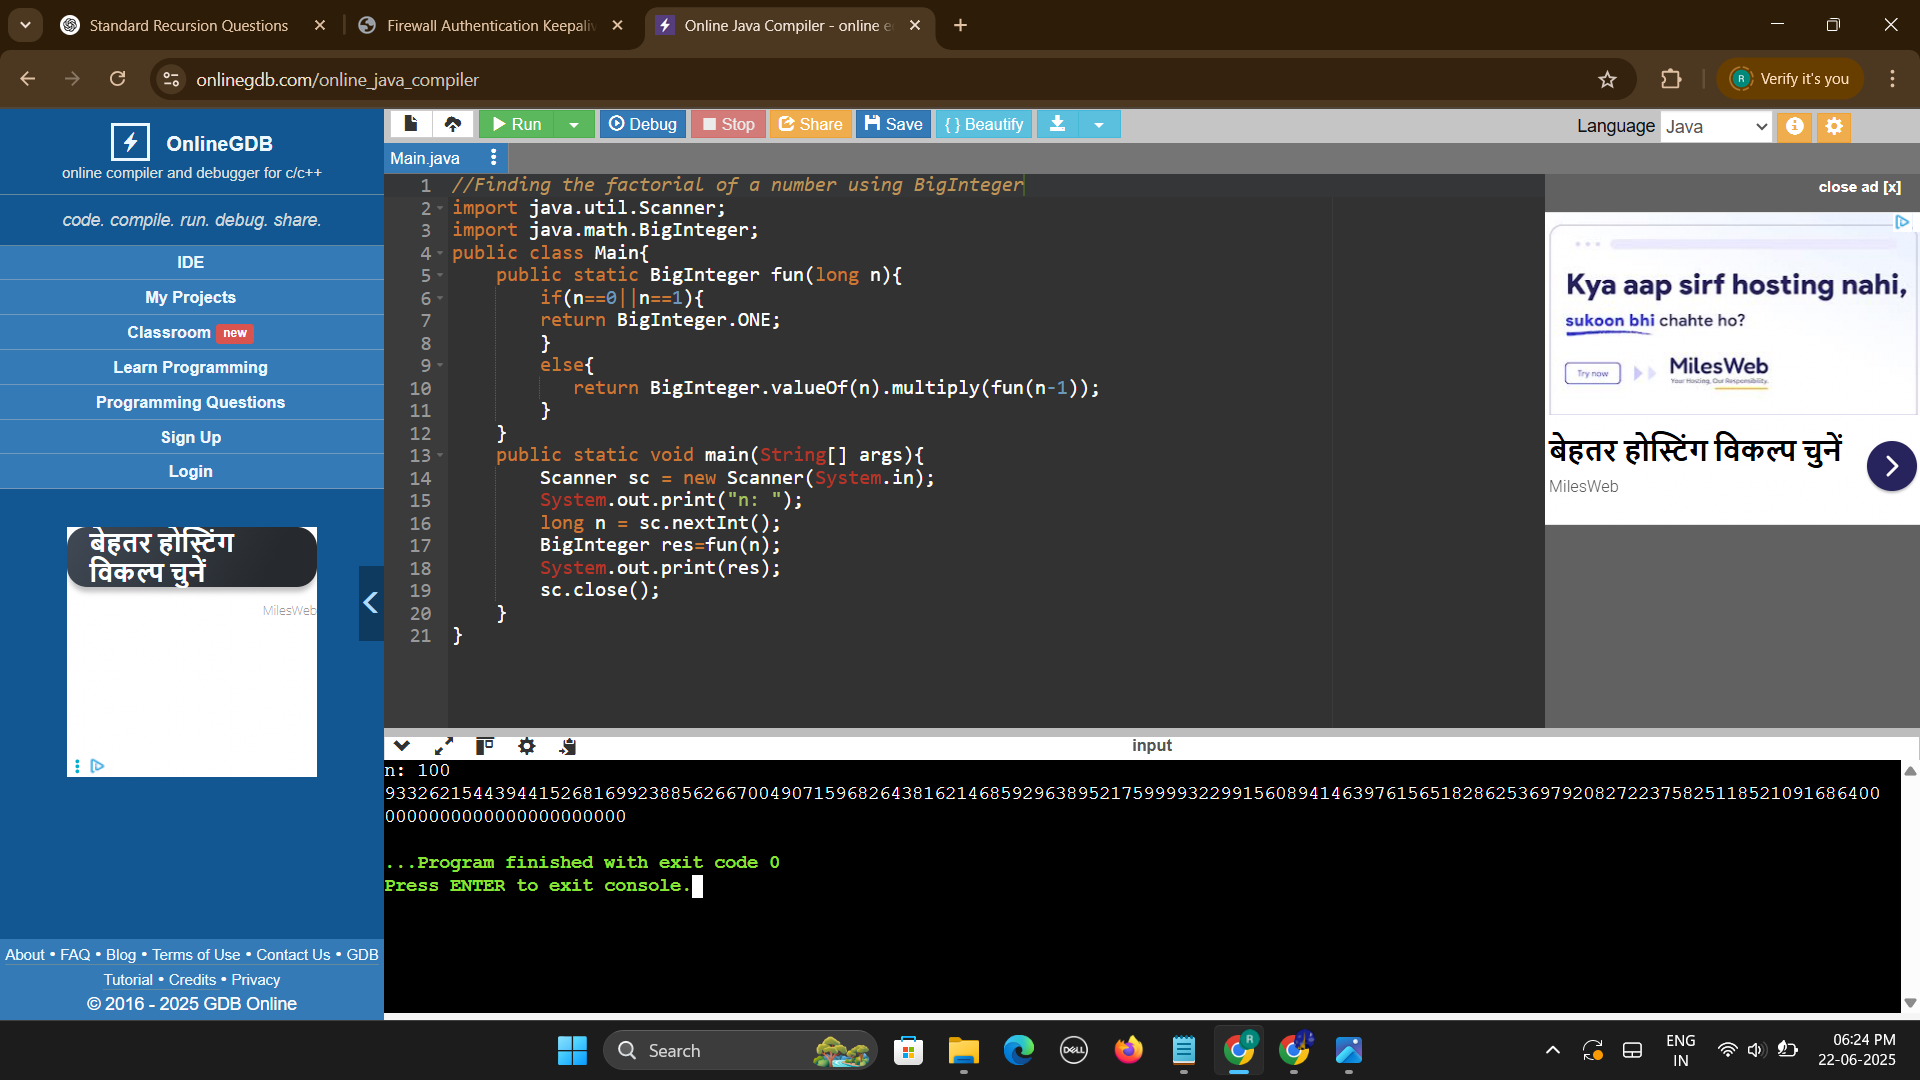 Standard Recursion Questions
Firewall Authentication Keepaliv
Online Java Compiler - online e
onlinegdb.com/online_java_compiler
R
Verify it's you
OnlineGDB
online compiler and debugger for c/c++
code. compile. run. debug. share.
IDE
My Projects
Classroom new
Learn Programming
Programming Questions
Sign Up
Login
बेहतर होस्टिंग
विकल्प चुनें
MilesWeb
About • FAQ • Blog • Terms of Use • Contact Us • GDB
Tutorial • Credits • Privacy
© 2016 - 2025 GDB Online
Run Debug Stop Share Save { } Beautify
Language Java
Main.java
1 //Finding the factorial of a number using BigInteger
2 import java.util.Scanner;
3 import java.math.BigInteger;
4 public class Main{
5 public static BigInteger fun(long n){
6 if(n==0||n==1){
7 return BigInteger.ONE;
8 }
9 else{
10 return BigInteger.valueOf(n).multiply(fun(n-1));
11 }
12 }
13 public static void main(String[] args){
14 Scanner sc = new Scanner(System.in);
15 System.out.print("n: ");
16 long n = sc.nextInt();
17 BigInteger res=fun(n);
18 System.out.print(res);
19 sc.close();
20 }
21 }
close ad [x]
Kya aap sirf hosting nahi,
sukoon bhi chahte ho?
Try now
MilesWeb
Your Hosting, Our Responsibility.
बेहतर होस्टिंग विकल्प चुनें
MilesWeb
input
n: 100
9332621544394415268169923885626670049071596826438162146859296389521759999322991560894146397615651828625369792082722375825118521091686400
0000000000000000000000
...Program finished with exit code 0
Press ENTER to exit console.
Search
DELL
R
ENG
IN
06:24 PM
22-06-2025